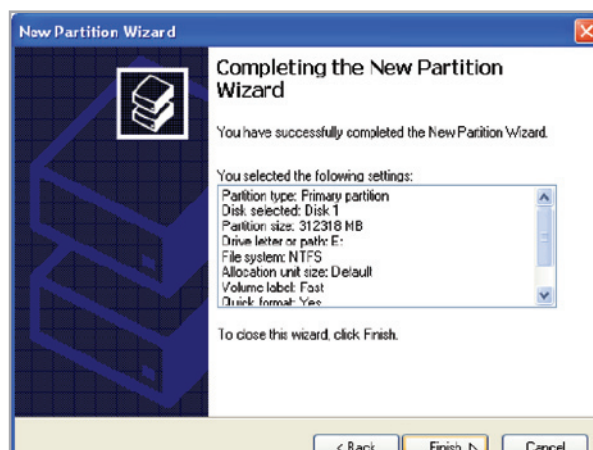 New Partition Wizard
Completing the New Partition
Wizard
You have successfully completed the New Partition Wizard.
You selected the following settings:
Partition type: Primary partition
Disk selected: Disk 1
Partition size: 312318 MB
Drive letter or path: E:
File system: NTFS
Allocation unit size: Default
Volume label: Fast
Quick format: Yes
To close this wizard, click Finish.
< Back Finish Cancel